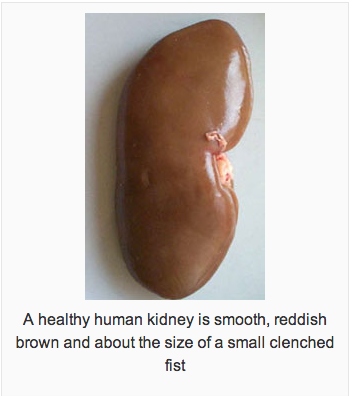 A healthy human kidney is smooth, reddish
brown and about the size of a small clenched
fist